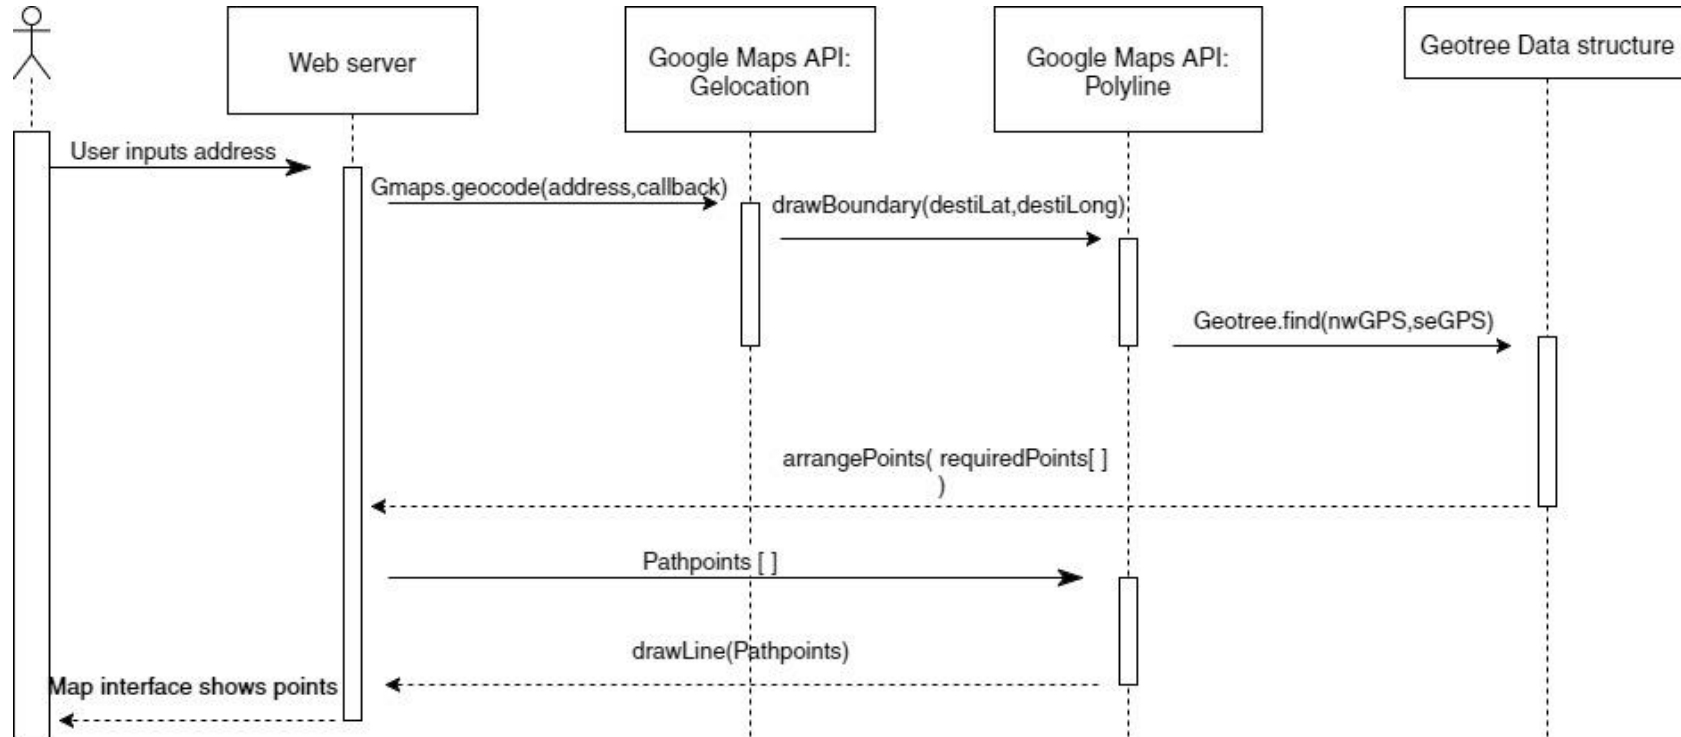 Web server
Google Maps API:
Gelocation
Google Maps API:
Polyline
Geotree Data structure
User inputs address
Gmaps.geocode(address,callback)
drawBoundary(destiLat,destiLong)
Geotree.find(nwGPS,seGPS)
arrangePoints( requiredPoints[ ]
)
Pathpoints [ ]
drawLine(Pathpoints)
Map interface shows points